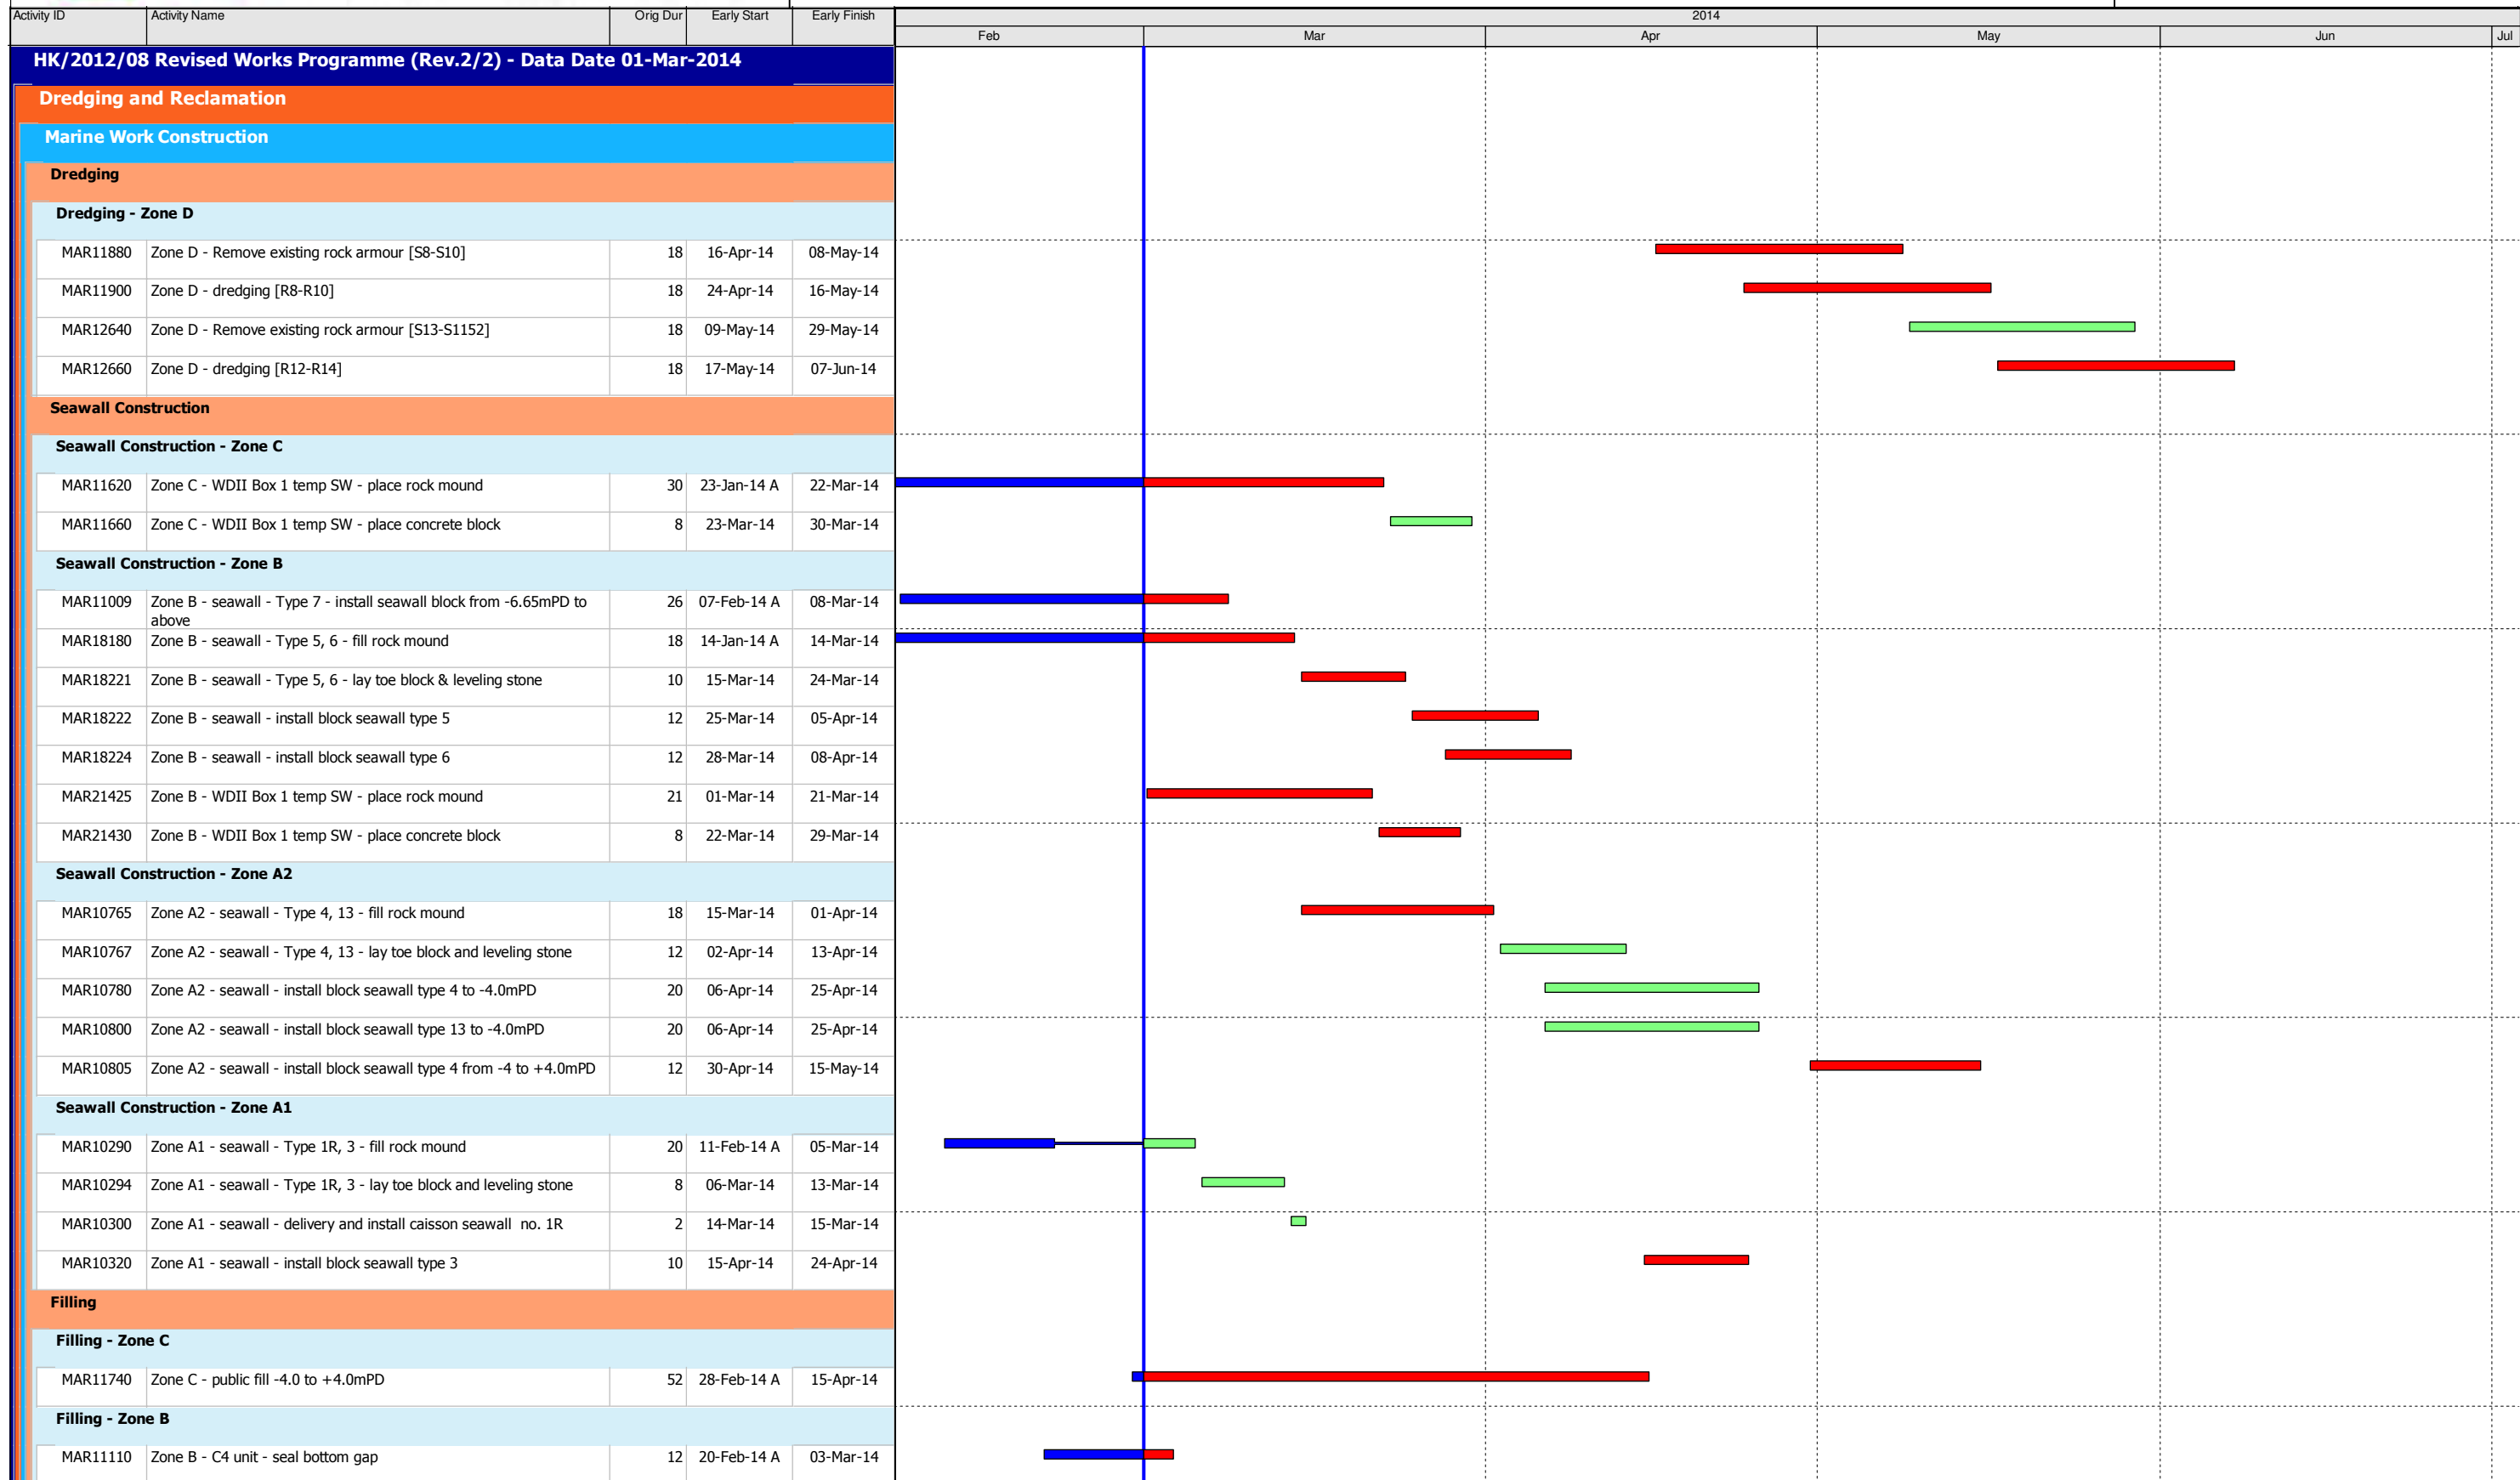 Activity ID Activity Name Orig Dur Early Start Early Finish 2014
Feb Mar Apr May Jun Jul
HK/2012/08 Revised Works Programme (Rev.2/2) - Data Date 01-Mar-2014
Dredging and Reclamation
Marine Work Construction
Dredging
Dredging - Zone D
MAR11880 Zone D - Remove existing rock armour [S8-S10] 18 16-Apr-14 08-May-14
MAR11900 Zone D - dredging [R8-R10] 18 24-Apr-14 16-May-14
MAR12640 Zone D - Remove existing rock armour [S13-S1152] 18 09-May-14 29-May-14
MAR12660 Zone D - dredging [R12-R14] 18 17-May-14 07-Jun-14
Seawall Construction
Seawall Construction - Zone C
MAR11620 Zone C - WDII Box 1 temp SW - place rock mound 30 23-Jan-14 A 22-Mar-14
MAR11660 Zone C - WDII Box 1 temp SW - place concrete block 8 23-Mar-14 30-Mar-14
Seawall Construction - Zone B
MAR11009 Zone B - seawall - Type 7 - install seawall block from -6.65mPD to 26 07-Feb-14 A 08-Mar-14
above
MAR18180 Zone B - seawall - Type 5, 6 - fill rock mound 18 14-Jan-14 A 14-Mar-14
MAR18221 Zone B - seawall - Type 5, 6 - lay toe block & leveling stone 10 15-Mar-14 24-Mar-14
MAR18222 Zone B - seawall - install block seawall type 5 12 25-Mar-14 05-Apr-14
MAR18224 Zone B - seawall - install block seawall type 6 12 28-Mar-14 08-Apr-14
MAR21425 Zone B - WDII Box 1 temp SW - place rock mound 21 01-Mar-14 21-Mar-14
MAR21430 Zone B - WDII Box 1 temp SW - place concrete block 8 22-Mar-14 29-Mar-14
Seawall Construction - Zone A2
MAR10765 Zone A2 - seawall - Type 4, 13 - fill rock mound 18 15-Mar-14 01-Apr-14
MAR10767 Zone A2 - seawall - Type 4, 13 - lay toe block and leveling stone 12 02-Apr-14 13-Apr-14
MAR10780 Zone A2 - seawall - install block seawall type 4 to -4.0mPD 20 06-Apr-14 25-Apr-14
MAR10800 Zone A2 - seawall - install block seawall type 13 to -4.0mPD 20 06-Apr-14 25-Apr-14
MAR10805 Zone A2 - seawall - install block seawall type 4 from -4 to +4.0mPD 12 30-Apr-14 15-May-14
Seawall Construction - Zone A1
MAR10290 Zone A1 - seawall - Type 1R, 3 - fill rock mound 20 11-Feb-14 A 05-Mar-14
MAR10294 Zone A1 - seawall - Type 1R, 3 - lay toe block and leveling stone 8 06-Mar-14 13-Mar-14
MAR10300 Zone A1 - seawall - delivery and install caisson seawall no. 1R 2 14-Mar-14 15-Mar-14
MAR10320 Zone A1 - seawall - install block seawall type 3 10 15-Apr-14 24-Apr-14
Filling
Filling - Zone C
MAR11740 Zone C - public fill -4.0 to +4.0mPD 52 28-Feb-14 A 15-Apr-14
Filling - Zone B
MAR11110 Zone B - C4 unit - seal bottom gap 12 20-Feb-14 A 03-Mar-14